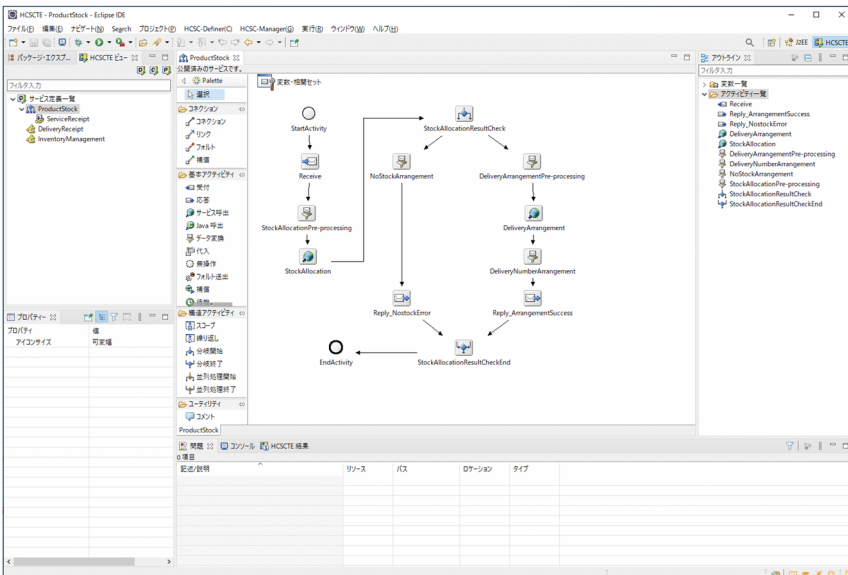 HCSCTE - ProductStock - Eclipse IDE
ファイル(F) 編集(E) ナビゲート(N) Search プロジェクト(P) HCSC-Definer(C) HCSC-Manager(G) 実行(R) ウィンドウ(W) ヘルプ(H)
J2EE
HCSCTE
パッケージ・エクスプ...
HCSCTE ビュー
フィルタ入力
サービス定義一覧
ProductStock
ServiceReceipt
DeliveryReceipt
InventoryManagement
プロパティー
プロパティ 値
アイコンサイズ 可変幅
ProductStock
公開済みのサービスです。
Palette
選択
コネクション
コネクション
リンク
フォルト
補償
基本アクティビティ
受付
応答
サービス呼出
Java 呼出
データ変換
代入
無操作
フォルト送出
補償
構造アクティビティ
スコープ
繰り返し
分岐開始
分岐終了
並列処理開始
並列処理終了
ユーティリティ
コメント
ProductStock
変数・相関セット
StartActivity
Receive
StockAllocationPre-processing
StockAllocation
StockAllocationResultCheck
NoStockArrangement
DeliveryArrangementPre-processing
DeliveryArrangement
DeliveryNumberArrangement
Reply_NostockError
Reply_ArrangementSuccess
EndActivity
StockAllocationResultCheckEnd
アウトライン
フィルタ入力
変数一覧
アクティビティ一覧
Receive
Reply_ArrangementSuccess
Reply_NostockError
DeliveryArrangement
StockAllocation
DeliveryArrangementPre-processing
DeliveryNumberArrangement
NoStockArrangement
StockAllocationPre-processing
StockAllocationResultCheck
StockAllocationResultCheckEnd
問題 コンソール HCSCTE 結果
0 項目
記述/説明 リソース パス ロケーション タイプ